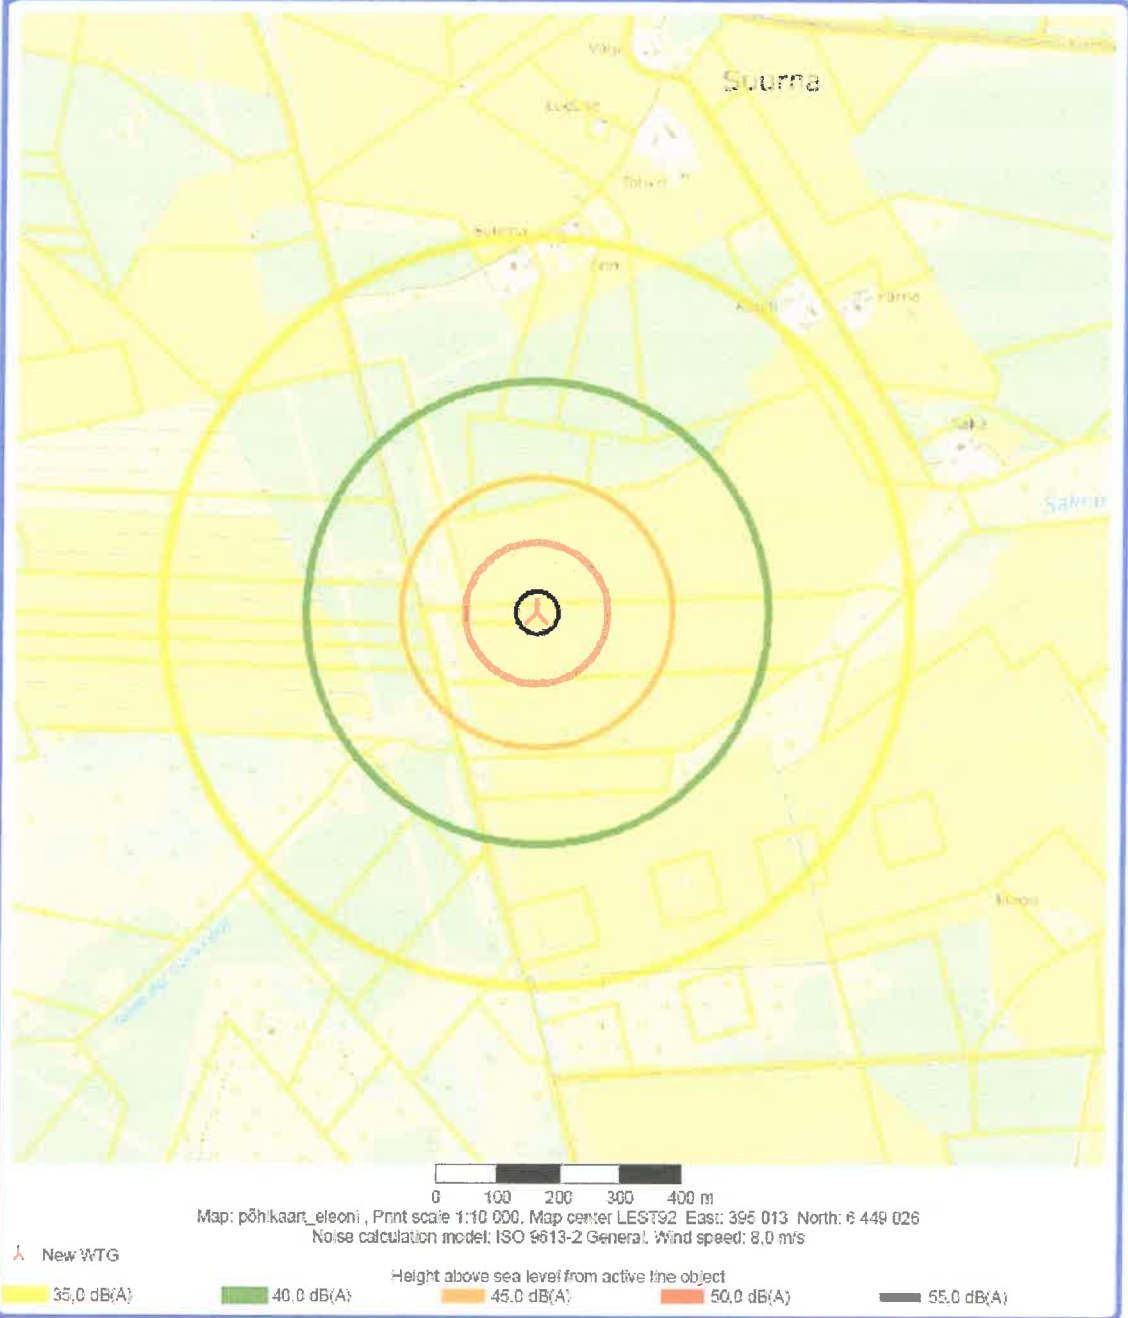 Suurna
Saka
0 100 200 300 400 m
Map: põhikaart_eleoni , Print scale 1:10 000, Map center LEST92 East: 395 013 North: 6 449 026
Noise calculation model: ISO 9613-2 General. Wind speed: 8,0 m/s
New WTG
Height above sea level from active line object
35,0 dB(A) 40,0 dB(A) 45,0 dB(A) 50,0 dB(A) 55,0 dB(A)